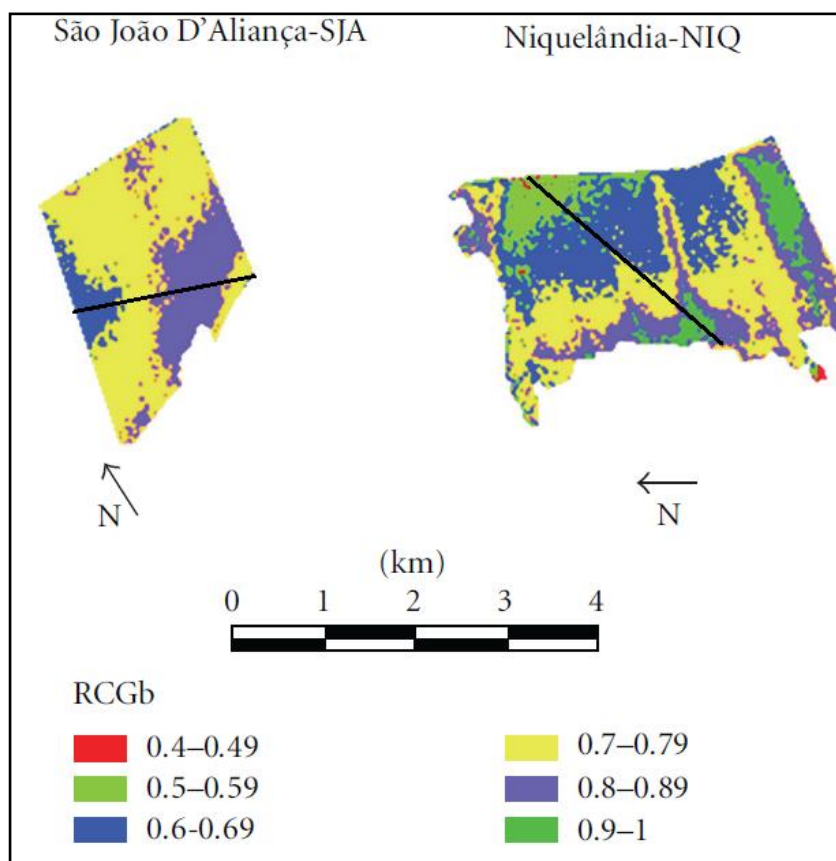 São João D'Aliança-SJA
Niquelândia-NIQ
N
N
(km)
0 1 2 3 4
RCGb
0.4–0.49
0.5–0.59
0.6-0.69
0.7–0.79
0.8–0.89
0.9–1